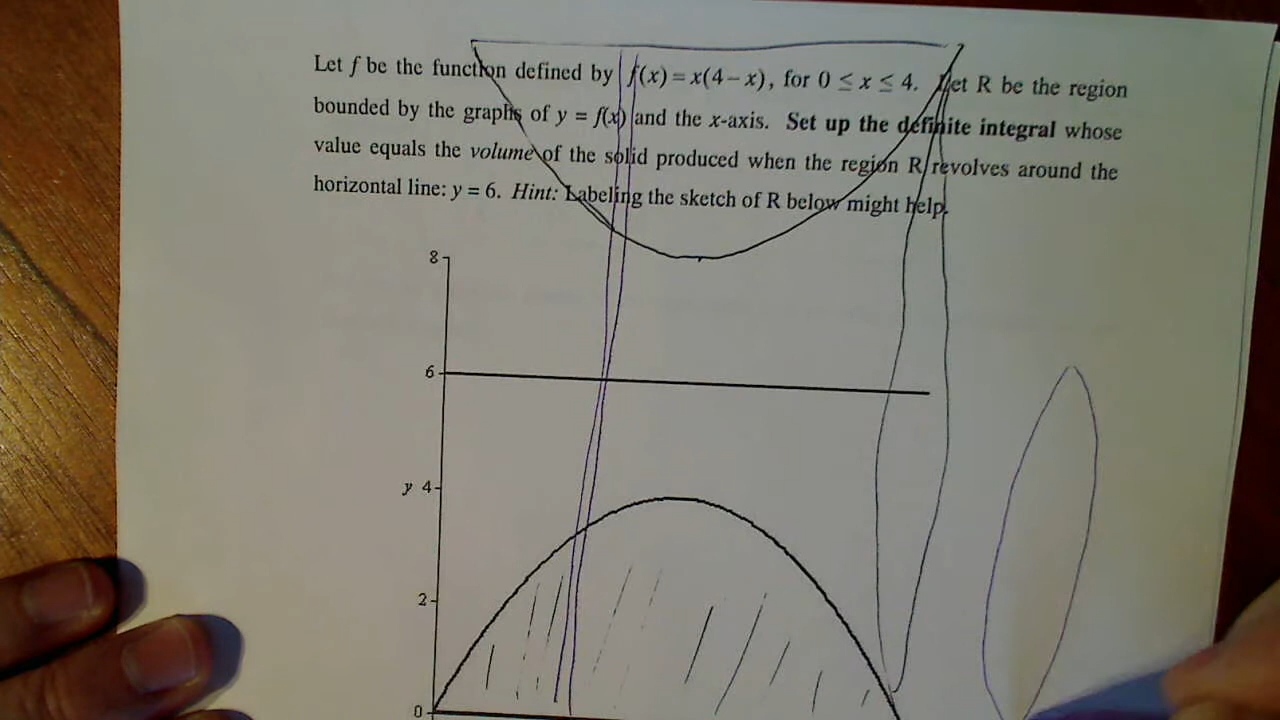 Let f be the function defined by f(x) = x(4 – x), for 0 ≤ x ≤ 4. Let R be the region
bounded by the graphs of y = f(x) and the x-axis. Set up the definite integral whose
value equals the volume of the solid produced when the region R revolves around the
horizontal line: y = 6. Hint: Labeling the sketch of R below might help.
8
6
y 4
2
0